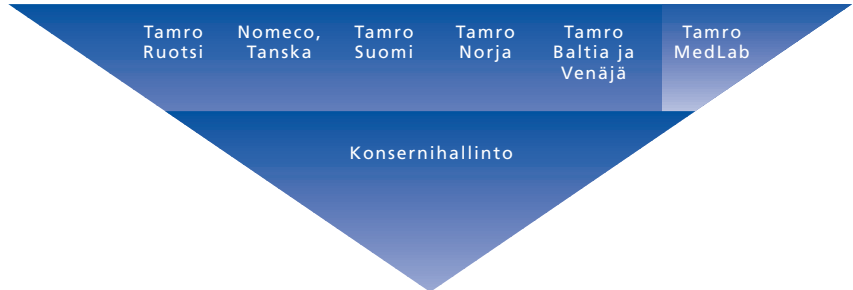 Tamro
Ruotsi
Nomeco,
Tanska
Tamro
Suomi
Tamro
Norja
Tamro
Baltia ja
Venäjä
Tamro
MedLab
Konsernihallinto